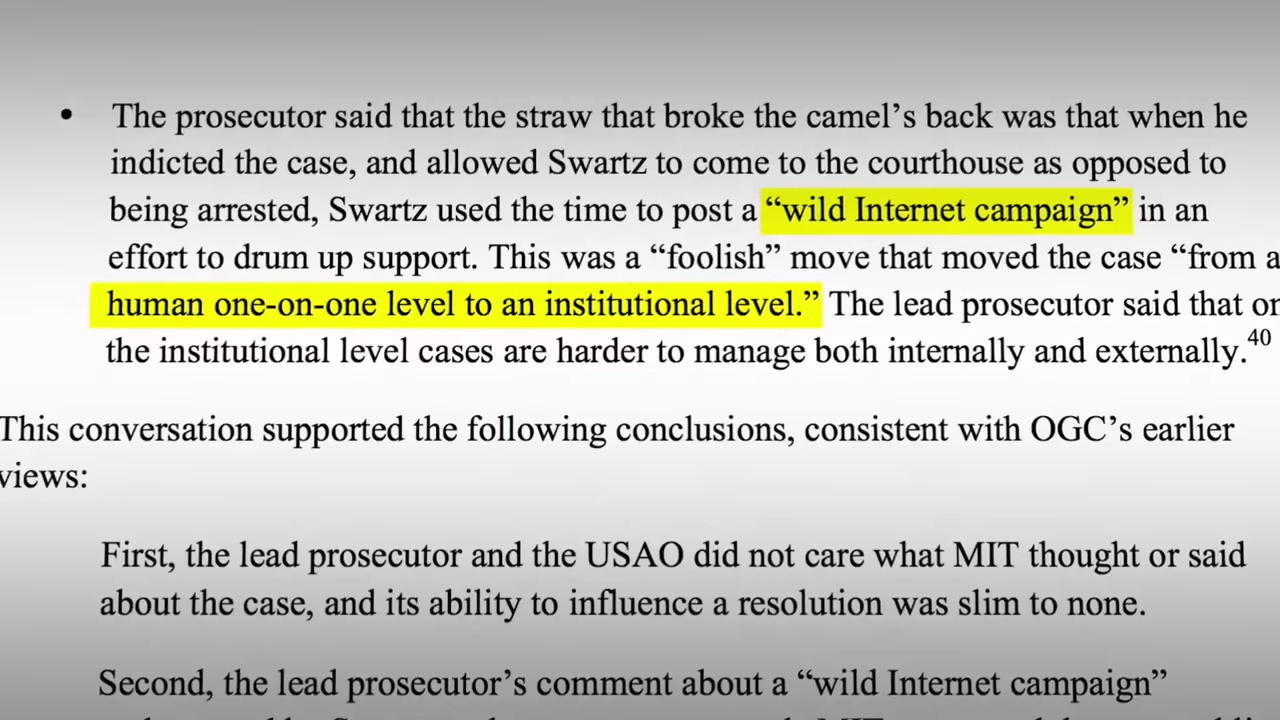 • The prosecutor said that the straw that broke the camel’s back was that when he
indicted the case, and allowed Swartz to come to the courthouse as opposed to
being arrested, Swartz used the time to post a “wild Internet campaign” in an
effort to drum up support. This was a “foolish” move that moved the case “from a
human one-on-one level to an institutional level.” The lead prosecutor said that
the institutional level cases are harder to manage both internally and externally.40
This conversation supported the following conclusions, consistent with OGC’s earlier
views:
First, the lead prosecutor and the USAO did not care what MIT thought or said
about the case, and its ability to influence a resolution was slim to none.
Second, the lead prosecutor’s comment about a “wild Internet campaign”